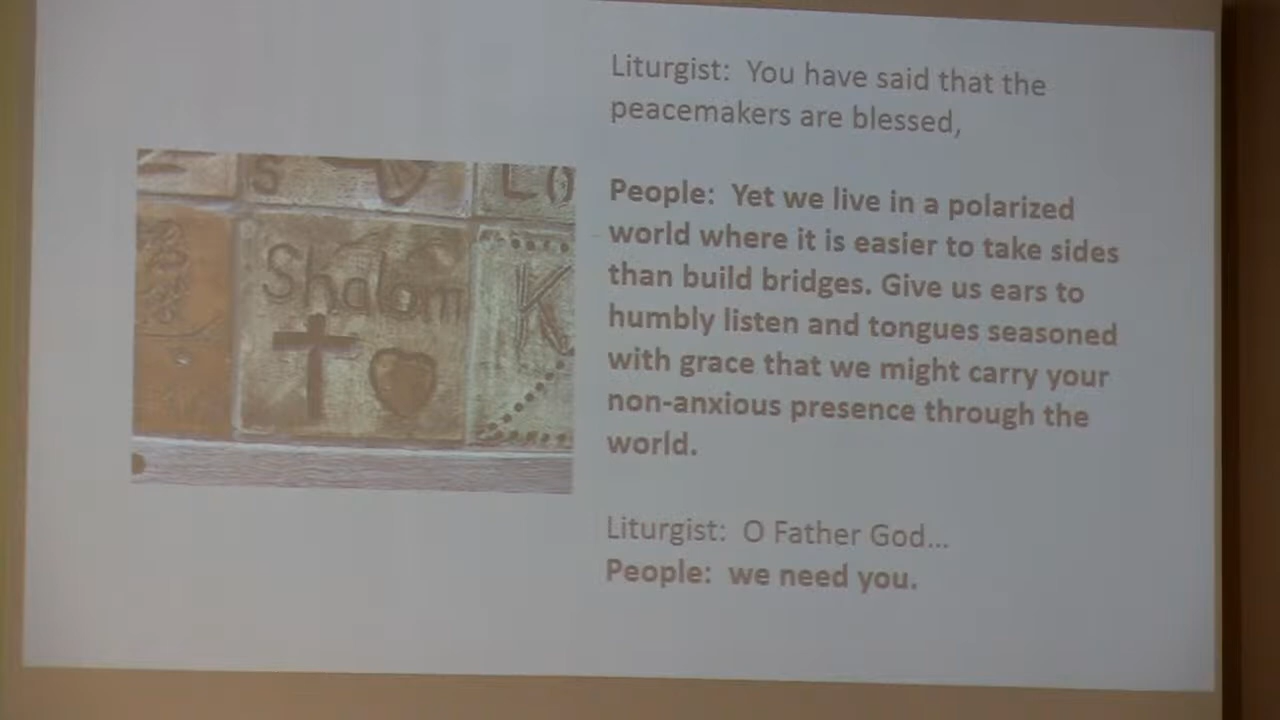 Liturgist: You have said that the
peacemakers are blessed,
People: Yet we live in a polarized
world where it is easier to take sides
than build bridges. Give us ears to
humbly listen and tongues seasoned
with grace that we might carry your
non-anxious presence through the
world.
Liturgist: O Father God...
People: we need you.
S
LO
Shalom
K